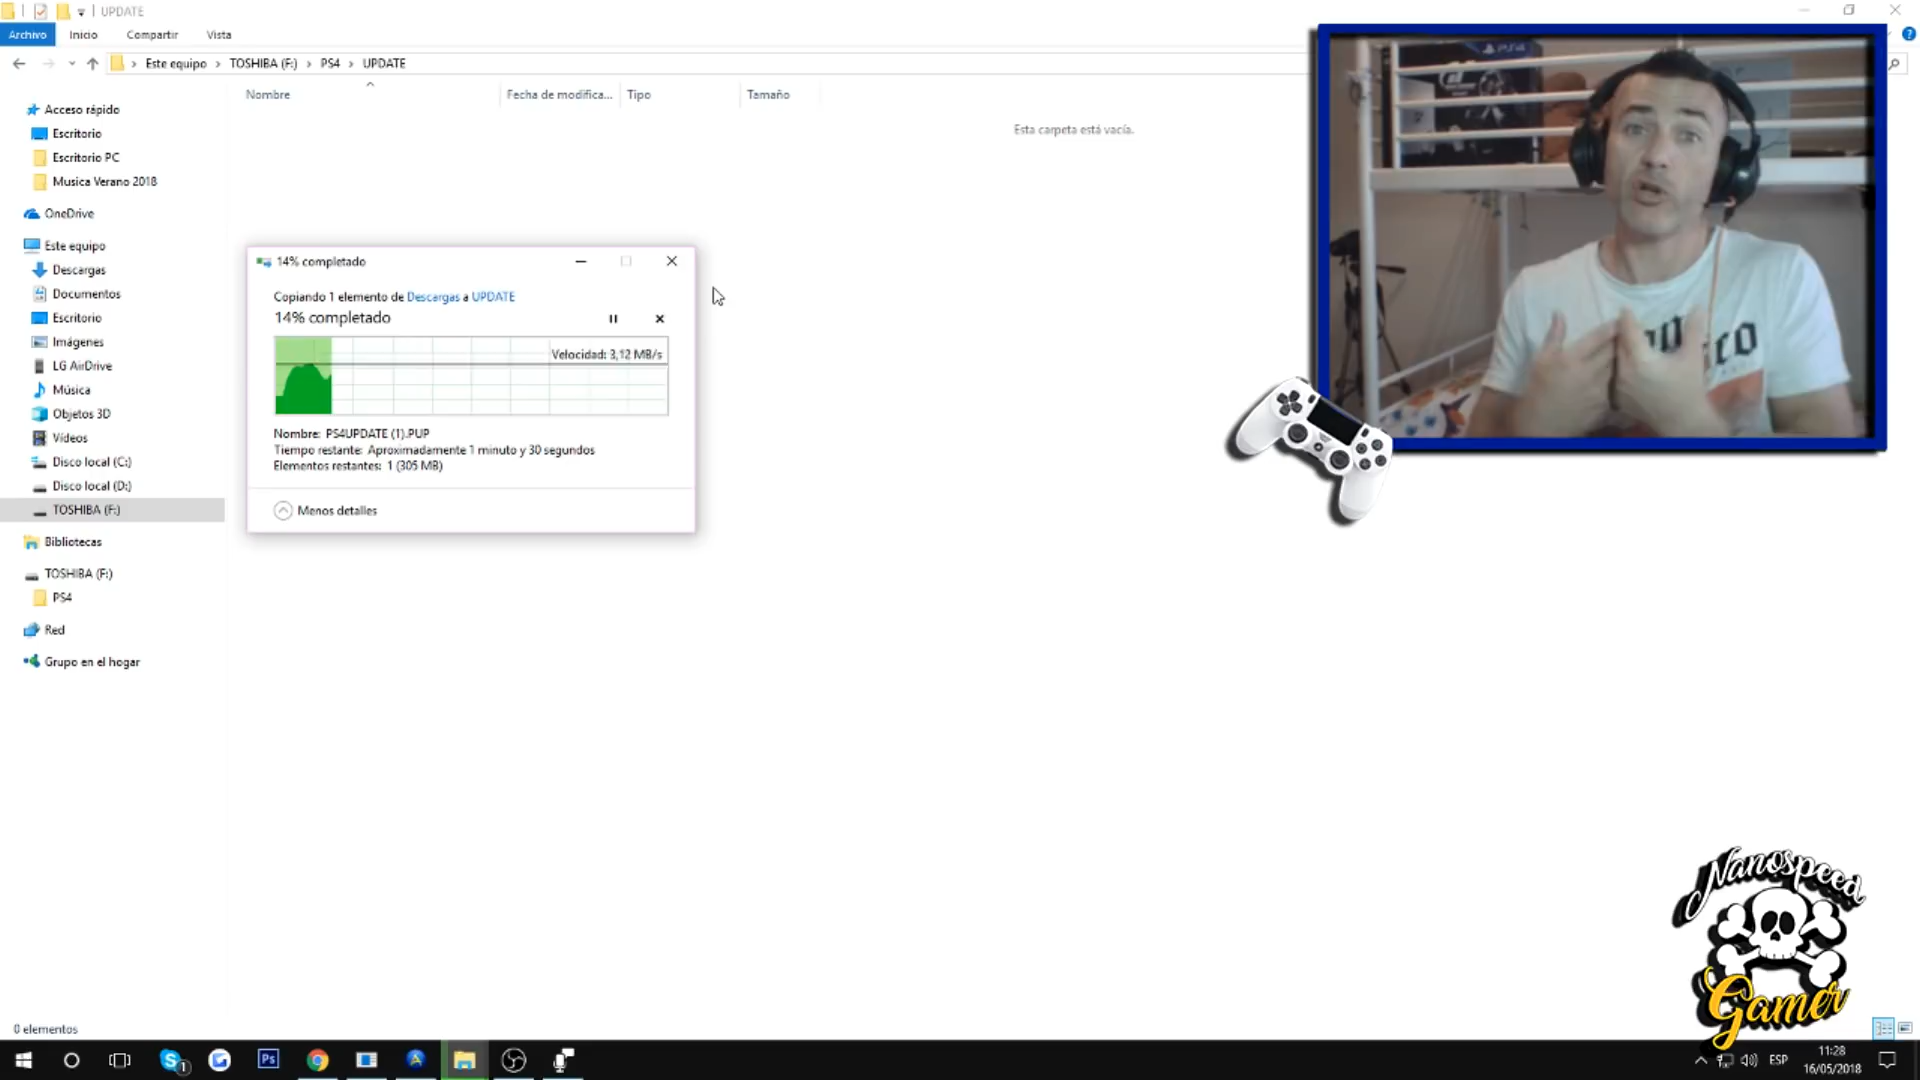 UPDATE
Archivo Inicio Compartir Vista
Este equipo TOSHIBA (F:) PS4 UPDATE
Nombre Fecha de modifica... Tipo Tamaño
Esta carpeta está vacía.
Acceso rápido
Escritorio
Escritorio PC
Musica Verano 2018
OneDrive
Este equipo
Descargas
Documentos
Escritorio
Imágenes
LG AirDrive
Música
Objetos 3D
Vídeos
Disco local (C:)
Disco local (D:)
TOSHIBA (F:)
Bibliotecas
TOSHIBA (F:)
PS4
Red
Grupo en el hogar
14% completado
Copiando 1 elemento de Descargas a UPDATE
14% completado
Velocidad: 3,12 MB/s
Nombre: PS4UPDATE (1).PUP
Tiempo restante: Aproximadamente 1 minuto y 30 segundos
Elementos restantes: 1 (305 MB)
Menos detalles
PS4
Nanospeed
Gamer
0 elementos
1
Ps
ESP
11:28
16/05/2018